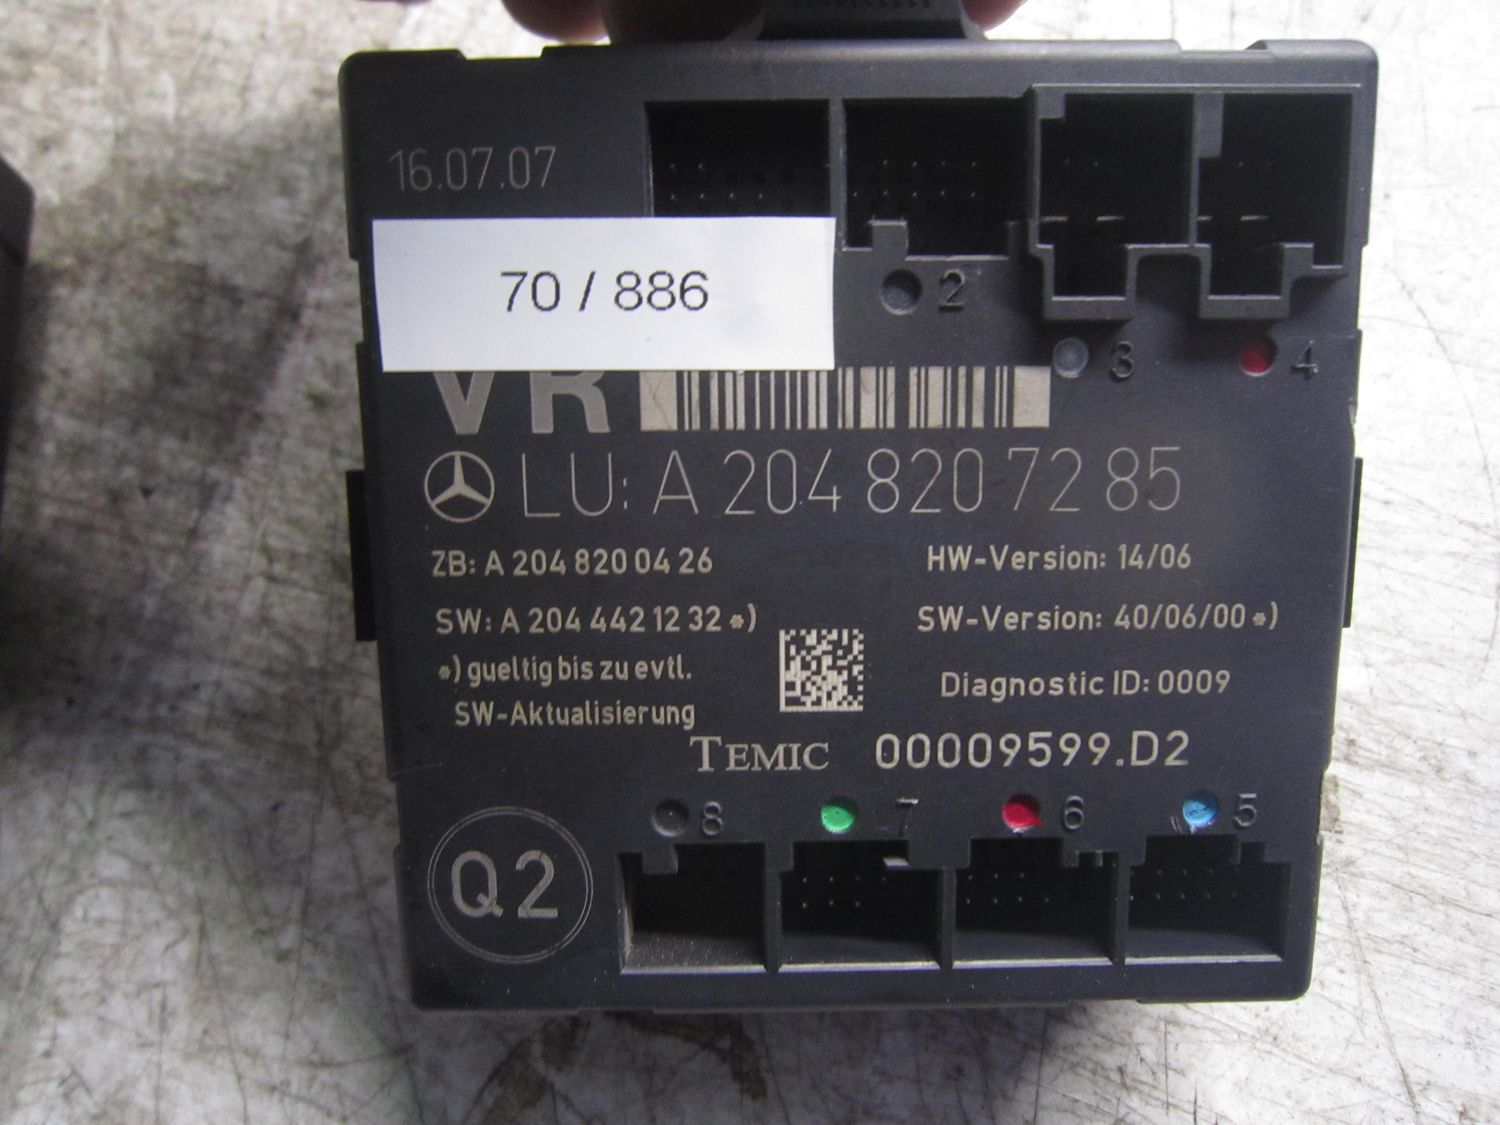 16.07.07
70 / 886
2
3
4
VR
LU: A 204 820 72 85
ZB: A 204 820 04 26
HW-Version: 14/06
SW: A 204 442 12 32 *)
SW-Version: 40/06/00 *)
*) gueltig bis zu evtl.
SW-Aktualisierung
Diagnostic ID: 0009
TEMIC 00009599.D2
8
7
6
5
Q2